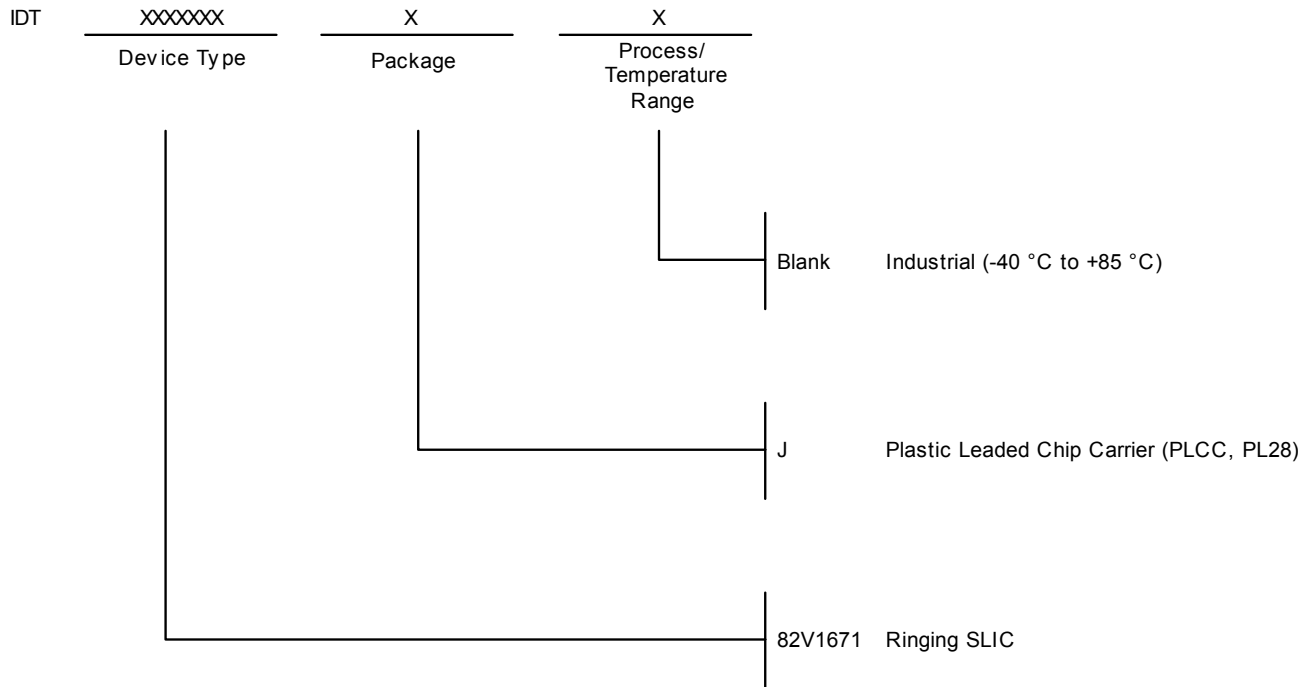 IDT XXXXXXX X X
Device Type Package Process/
Temperature
Range
Blank Industrial (-40 °C to +85 °C)
J Plastic Leaded Chip Carrier (PLCC, PL28)
82V1671 Ringing SLIC